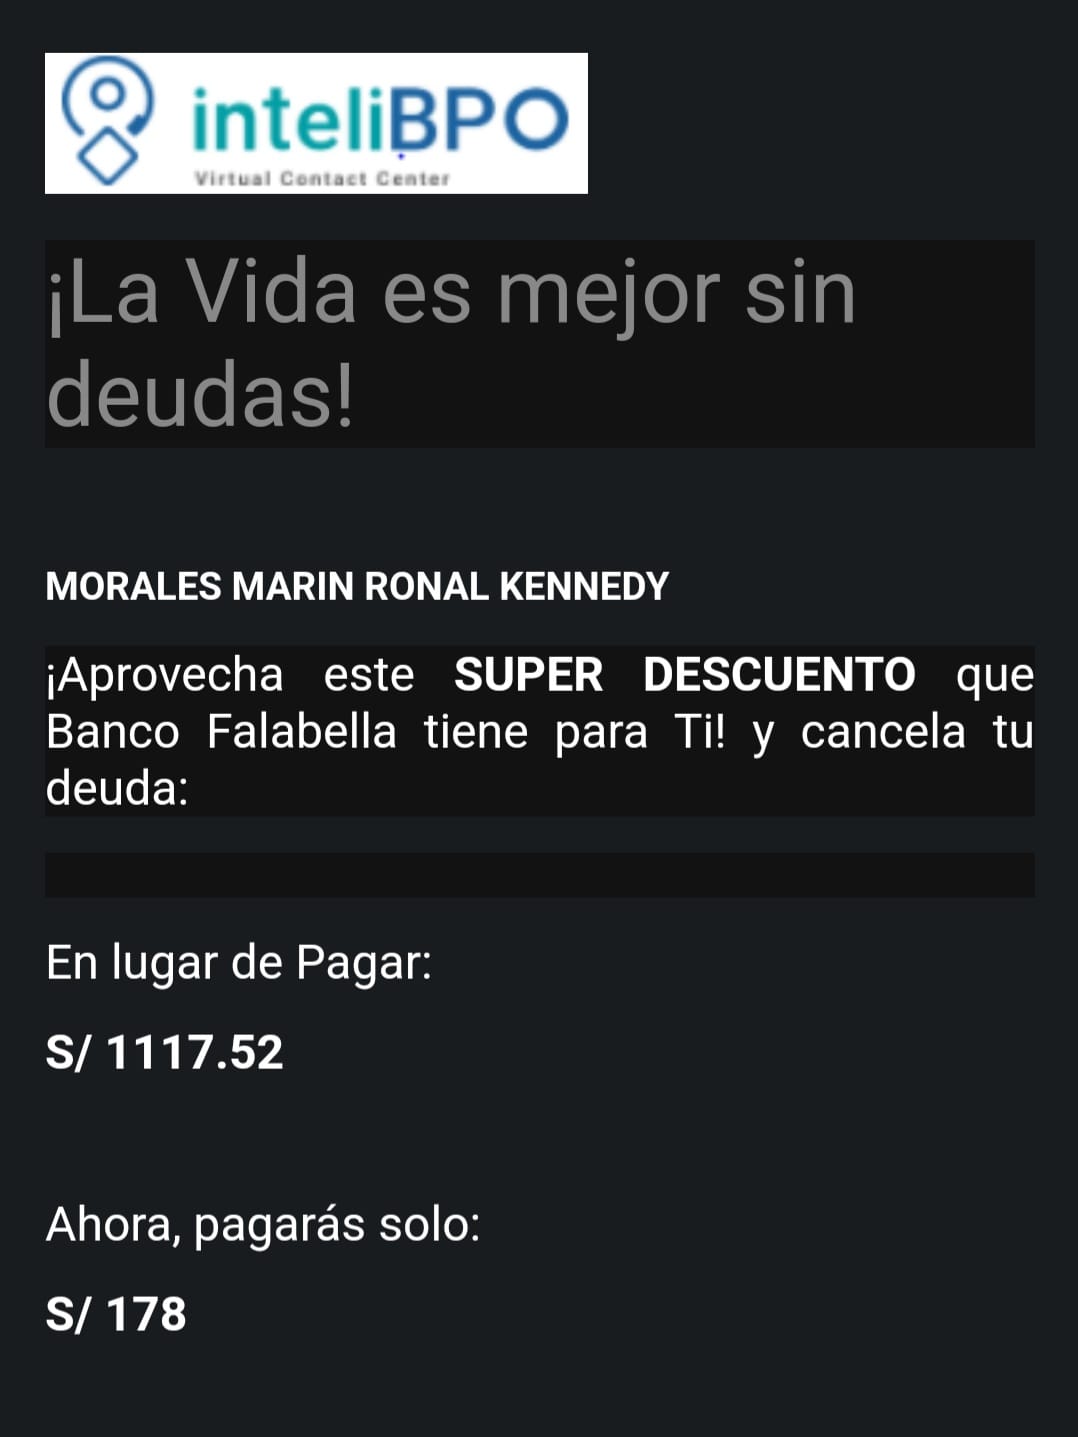 inteliBPO
Virtual Contact Center
¡La Vida es mejor sin
deudas!
MORALES MARIN RONAL KENNEDY
¡Aprovecha este SUPER DESCUENTO que
Banco Falabella tiene para Ti! y cancela tu
deuda:
En lugar de Pagar:
S/ 1117.52
Ahora, pagarás solo:
S/ 178